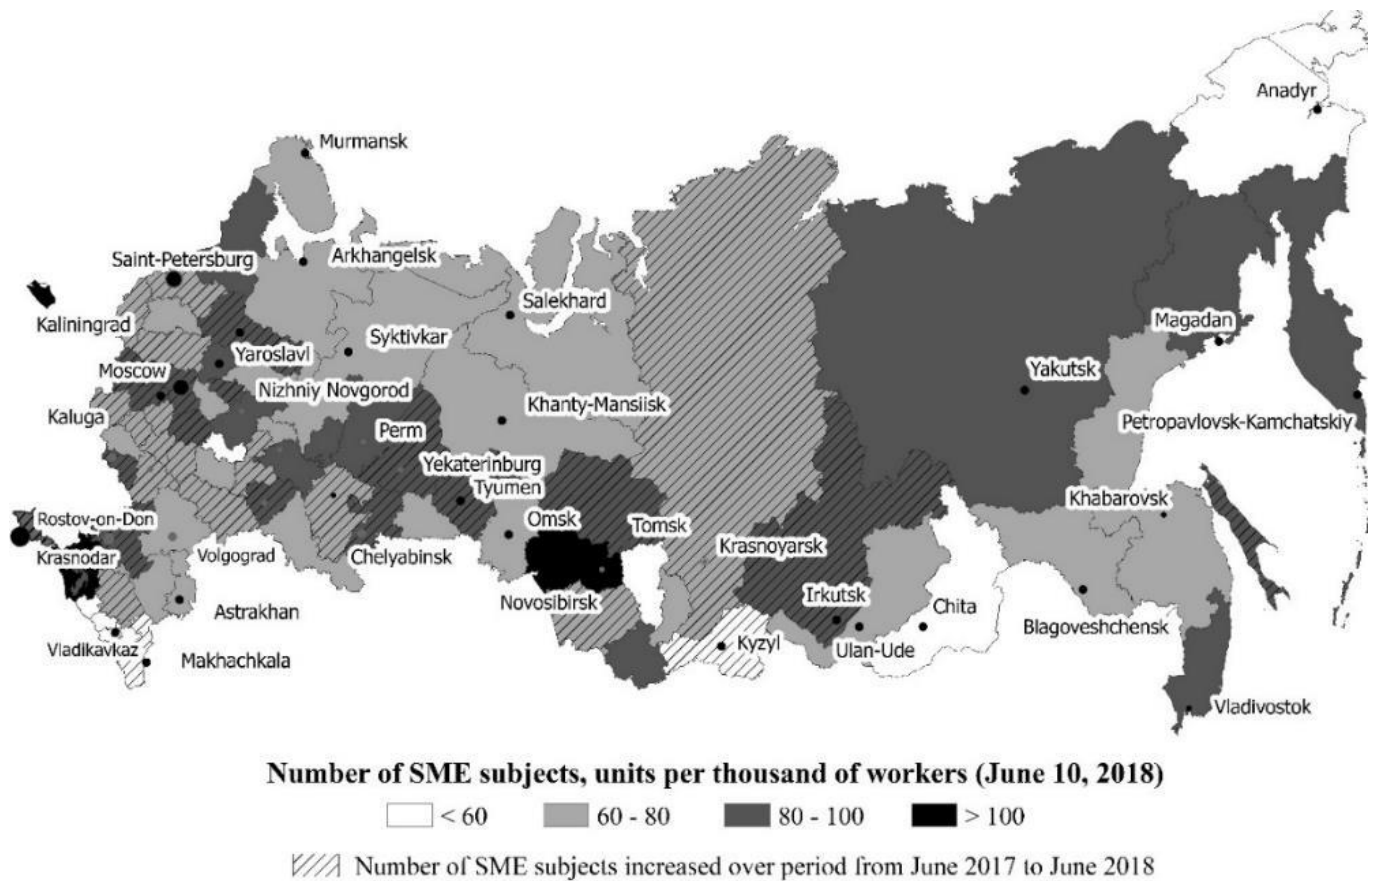 Anadyr
Murmansk
Saint-Petersburg
Arkhangelsk
Salekhard
Kaliningrad
Magadan
Syktivkar
Yaroslavl
Moscow
Yakutsk
Nizhniy Novgorod
Khanty-Mansiisk
Kaluga
Petropavlovsk-Kamchatskiy
Perm
Yekaterinburg
Tyumen
Khabarovsk
Rostov-on-Don
Omsk
Tomsk
Krasnodar
Volgograd
Chelyabinsk
Krasnoyarsk
Novosibirsk
Irkutsk
Chita
Astrakhan
Blagoveshchensk
Vladikavkaz
Makhachkala
Kyzyl
Ulan-Ude
Vladivostok
Number of SME subjects, units per thousand of workers (June 10, 2018)
< 60 60 - 80 80 - 100 > 100
Number of SME subjects increased over period from June 2017 to June 2018